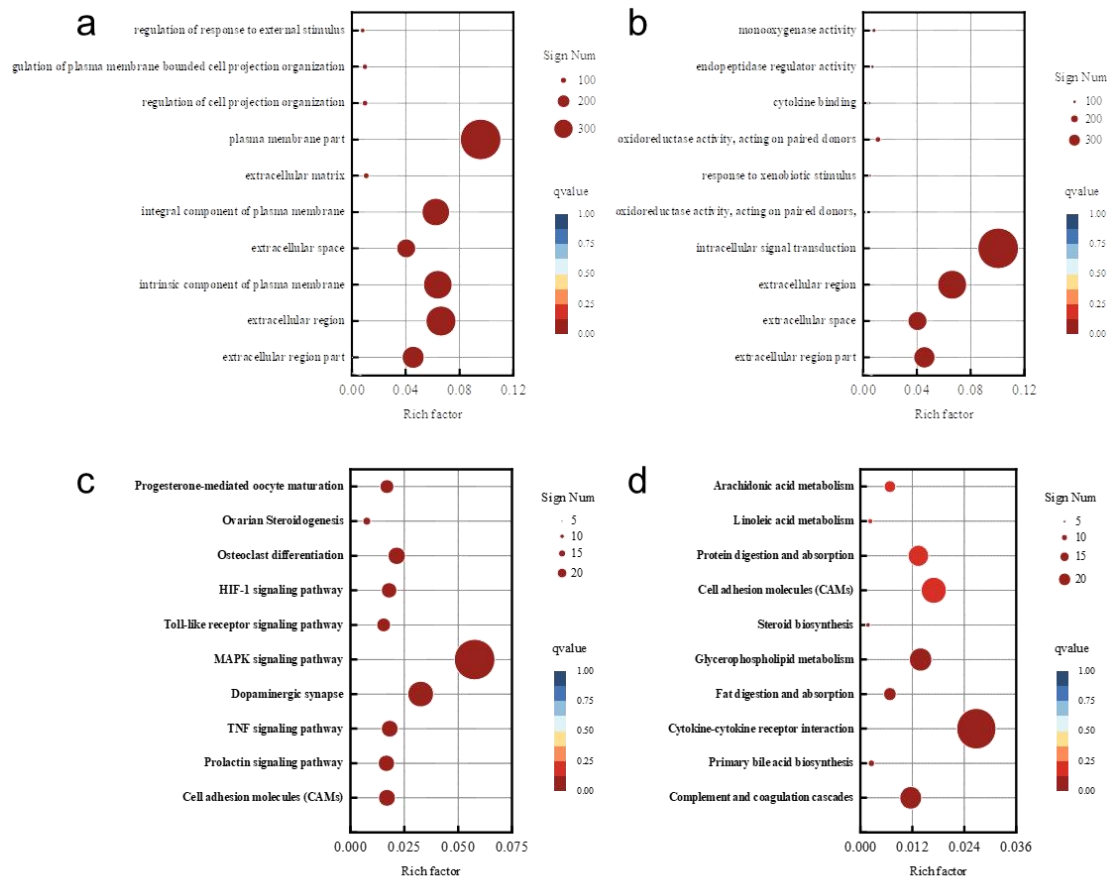 a
regulation of response to external stimulus
gulation of plasma membrane bounded cell projection organization
regulation of cell projection organization
plasma membrane part
extracellular matrix
integral component of plasma membrane
extracellular space
intrinsic component of plasma membrane
extracellular region
extracellular region part
0.00 0.04 0.08 0.12
Rich factor
Sign Num
100
200
300
qvalue
1.00
0.75
0.50
0.25
0.00
b
monooxygenase activity
endopeptidase regulator activity
cytokine binding
oxidoreductase activity, acting on paired donors
response to xenobiotic stimulus
oxidoreductase activity, acting on paired donors,
intracellular signal transduction
extracellular region
extracellular space
extracellular region part
0.00 0.04 0.08 0.12
Rich factor
Sign Num
100
200
300
qvalue
1.00
0.75
0.50
0.25
0.00
c
Progesterone-mediated oocyte maturation
Ovarian Steroidogenesis
Osteoclast differentiation
HIF-1 signaling pathway
Toll-like receptor signaling pathway
MAPK signaling pathway
Dopaminergic synapse
TNF signaling pathway
Prolactin signaling pathway
Cell adhesion molecules (CAMs)
0.000 0.025 0.050 0.075
Rich factor
Sign Num
5
10
15
20
qvalue
1.00
0.75
0.50
0.25
0.00
d
Arachidonic acid metabolism
Linoleic acid metabolism
Protein digestion and absorption
Cell adhesion molecules (CAMs)
Steroid biosynthesis
Glycerophospholipid metabolism
Fat digestion and absorption
Cytokine-cytokine receptor interaction
Primary bile acid biosynthesis
Complement and coagulation cascades
0.000 0.012 0.024 0.036
Rich factor
Sign Num
5
10
15
20
qvalue
1.00
0.75
0.50
0.25
0.00